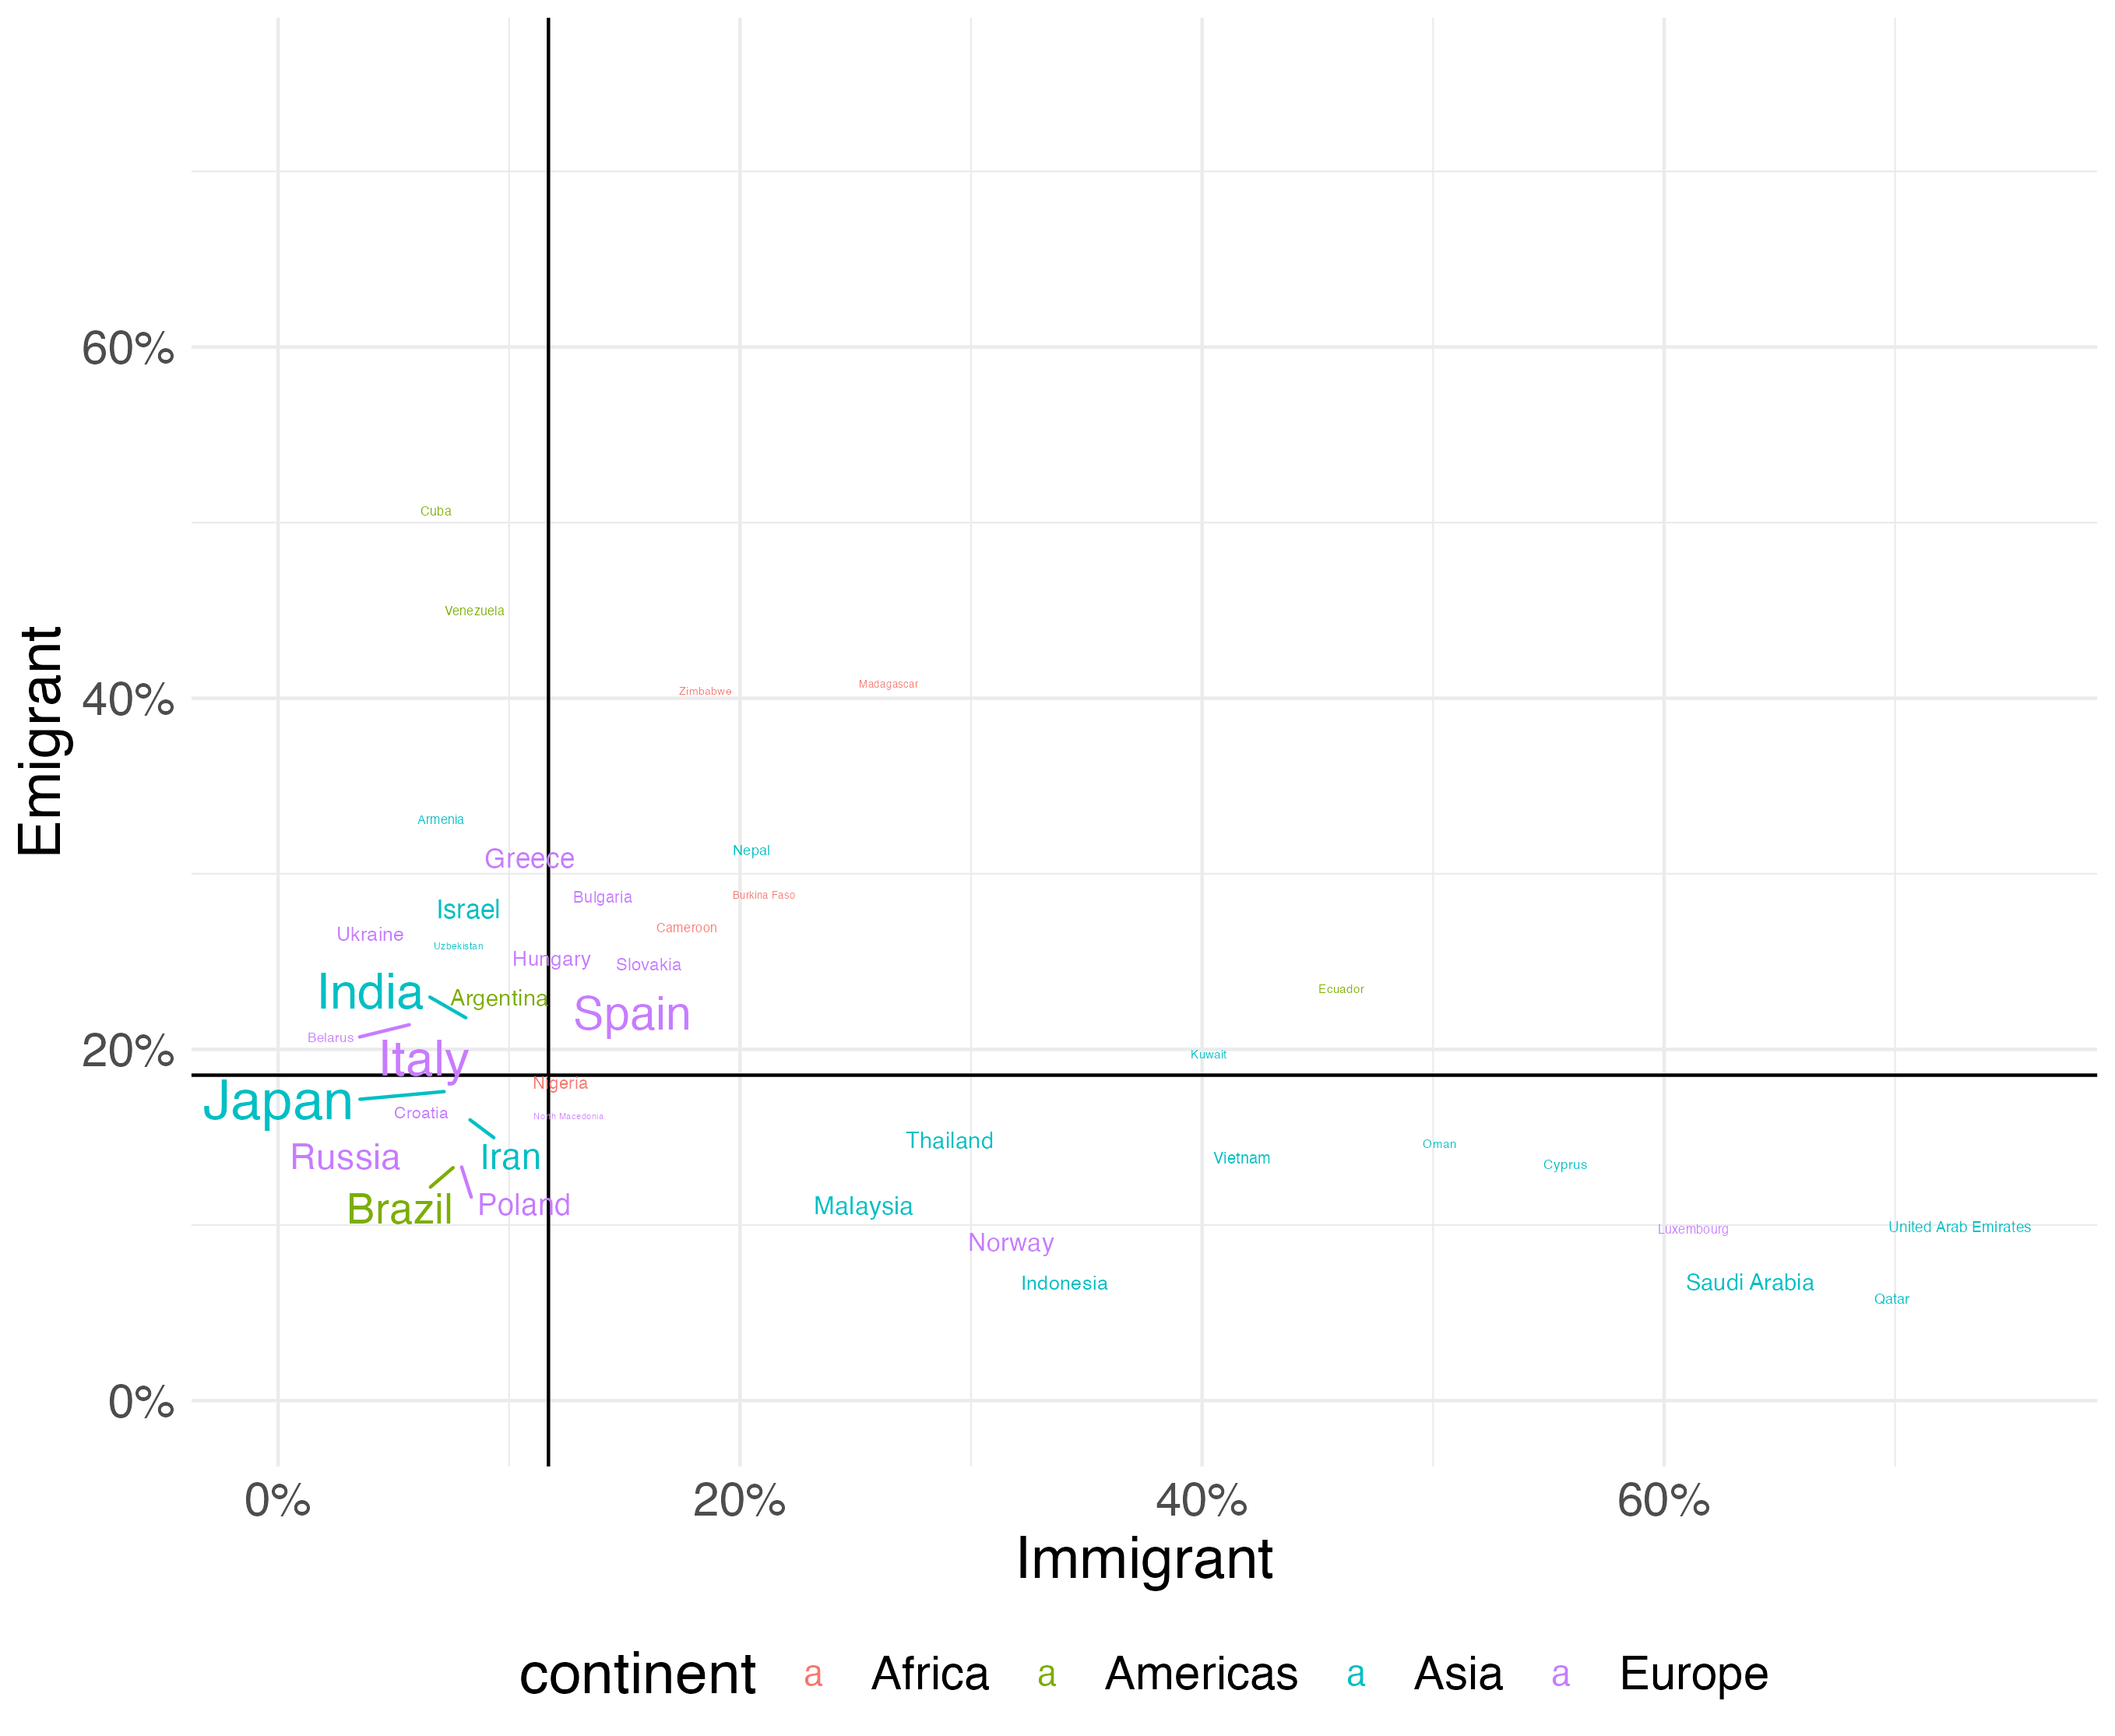 Emigrant
60%
40%
20%
0%
Cuba
Venezuela
Zimbabwe
Madagascar
Armenia
Greece
Nepal
Bulgaria
Burkina Faso
Israel
Cameroon
Ukraine
Uzbekistan
Hungary
Slovakia
India
Argentina
Ecuador
Spain
Belarus
Italy
Kuwait
Nigeria
Japan
Croatia
North Macedonia
Thailand
Oman
Russia
Iran
Vietnam
Cyprus
Brazil
Poland
Malaysia
Luxembourg
United Arab Emirates
Norway
Indonesia
Saudi Arabia
Qatar
0% 20% 40% 60%
Immigrant
continent a Africa a Americas a Asia a Europe